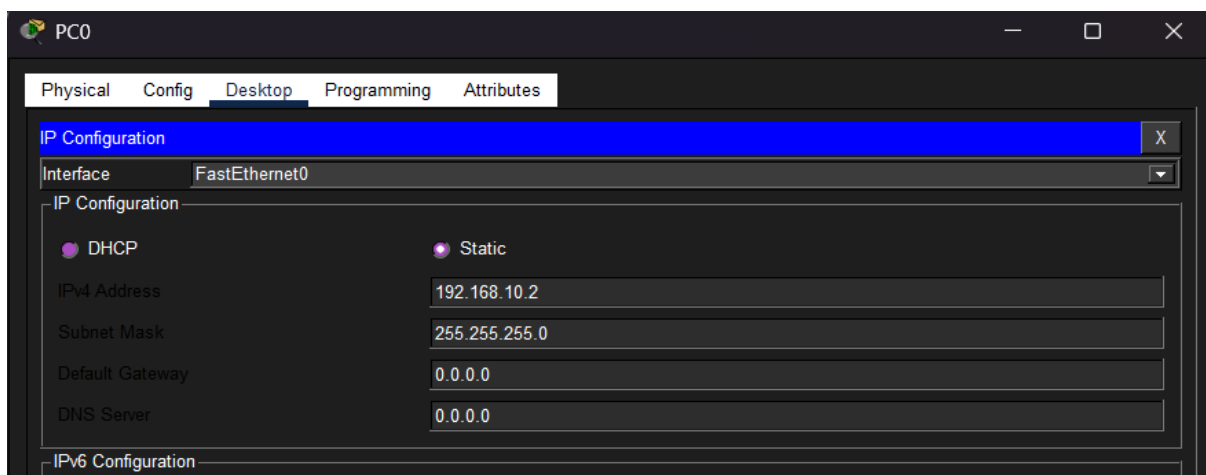 PC0
Physical Config Desktop Programming Attributes
IP Configuration X
Interface FastEthernet0
IP Configuration
DHCP Static
IPv4 Address 192.168.10.2
Subnet Mask 255.255.255.0
Default Gateway 0.0.0.0
DNS Server 0.0.0.0
IPv6 Configuration